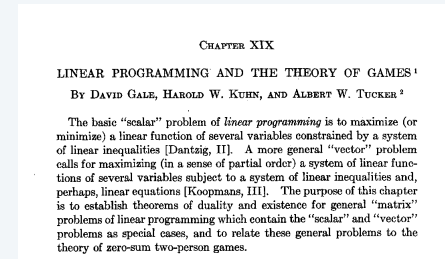 CHAPTER XIX
LINEAR PROGRAMMING AND THE THEORY OF GAMES ¹
BY DAVID GALE, HAROLD W. KUHN, AND ALBERT W. TUCKER ²
The basic "scalar" problem of linear programming is to maximize (or
minimize) a linear function of several variables constrained by a system
of linear inequalities [Dantzig, II]. A more general "vector" problem
calls for maximizing (in a sense of partial order) a system of linear func-
tions of several variables subject to a system of linear inequalities and,
perhaps, linear equations [Koopmans, III]. The purpose of this chapter
is to establish theorems of duality and existence for general "matrix"
problems of linear programming which contain the "scalar" and "vector"
problems as special cases, and to relate these general problems to the
theory of zero-sum two-person games.